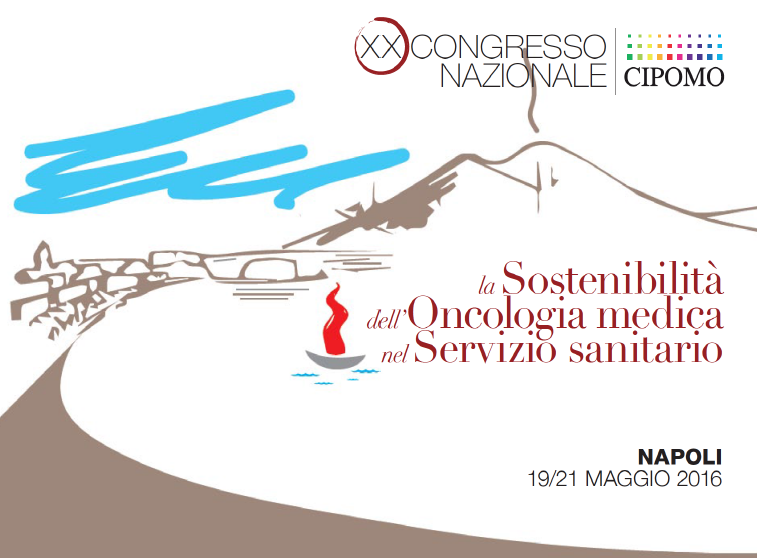 XX CONGRESSO
NAZIONALE
CIPOMO
la Sostenibilità
dell'Oncologia medica
nel Servizio sanitario
NAPOLI
19/21 MAGGIO 2016